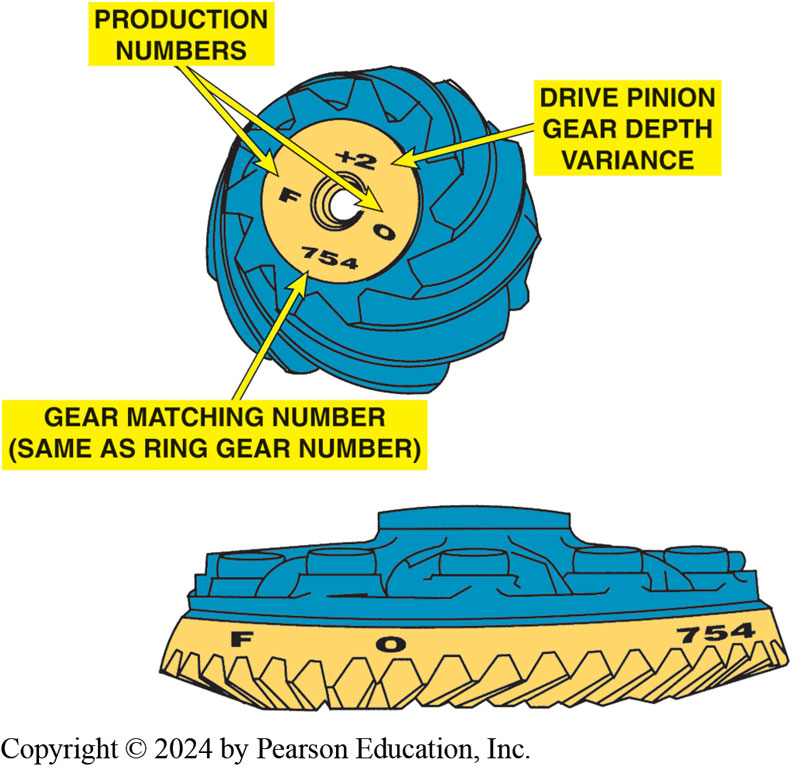 PRODUCTION
NUMBERS
DRIVE PINION
GEAR DEPTH
VARIANCE
+2
F
O
754
GEAR MATCHING NUMBER
(SAME AS RING GEAR NUMBER)
F
O
754
Copyright © 2024 by Pearson Education, Inc.